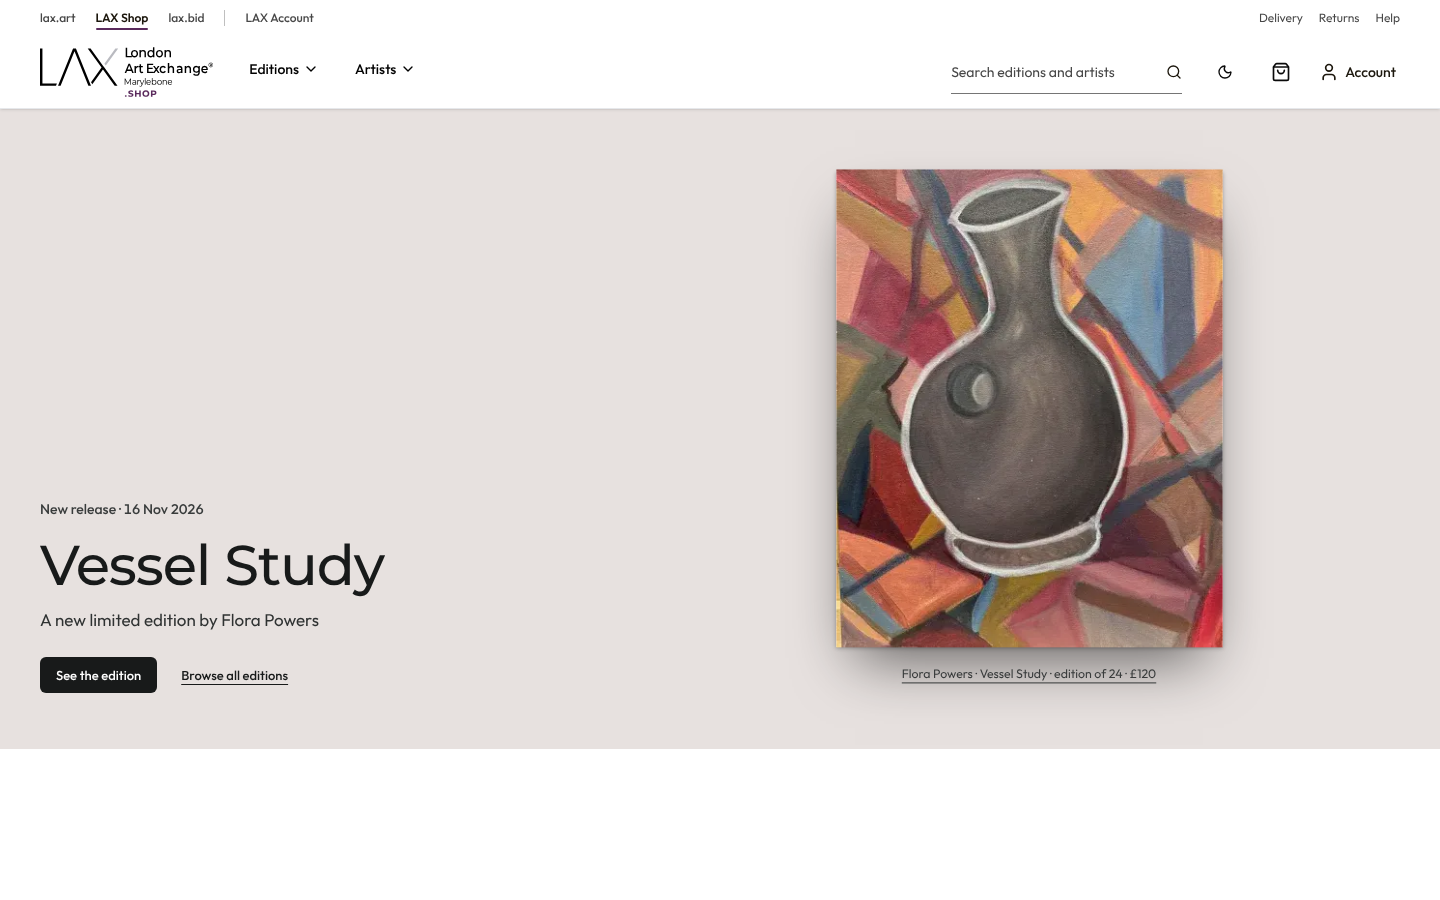 lax.art LAX Shop lax.bid LAX Account Delivery Returns Help
LAX London
Art Exchange®
Marylebone
.SHOP
Editions Artists Search editions and artists Account
New release · 16 Nov 2026
Vessel Study
A new limited edition by Flora Powers
See the edition Browse all editions
Flora Powers · Vessel Study · edition of 24 · £120